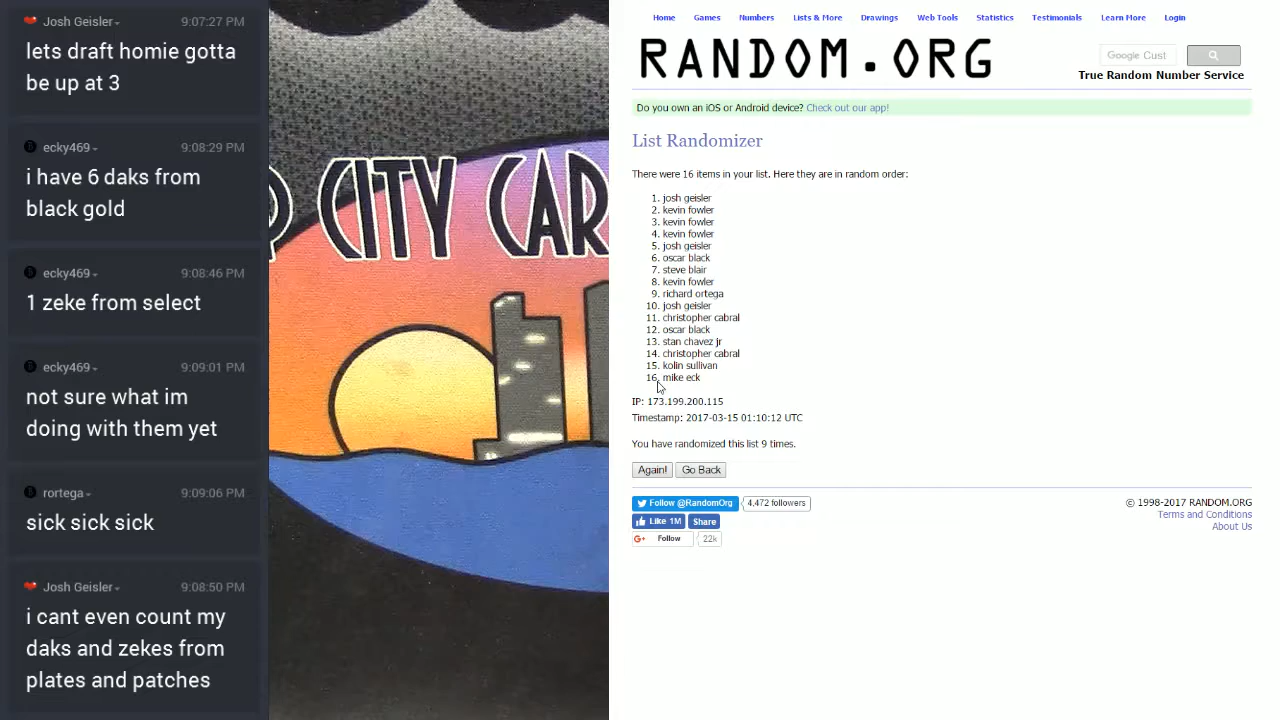 Josh Geisler 9:07:27 PM
lets draft homie gotta
be up at 3
ecky469 9:08:29 PM
i have 6 daks from
black gold
ecky469 9:08:46 PM
1 zeke from select
ecky469 9:09:01 PM
not sure what im
doing with them yet
rortega 9:09:06 PM
sick sick sick
Josh Geisler 9:08:50 PM
i cant even count my
daks and zekes from
plates and patches
CITY CAR
Home Games Numbers Lists & More Drawings Web Tools Statistics Testimonials Learn More Login
RANDOM.ORG
Google Cust
True Random Number Service
Do you own an iOS or Android device? Check out our app!
List Randomizer
There were 16 items in your list. Here they are in random order:
1. josh geisler
2. kevin fowler
3. kevin fowler
4. kevin fowler
5. josh geisler
6. oscar black
7. steve blair
8. kevin fowler
9. richard ortega
10. josh geisler
11. christopher cabral
12. oscar black
13. stan chavez jr
14. christopher cabral
15. kolin sullivan
16. mike eck
IP: 173.199.200.115
Timestamp: 2017-03-15 01:10:12 UTC
You have randomized this list 9 times.
Again! Go Back
Follow @RandomOrg 4,472 followers
Like 1M Share
Follow 22k
© 1998-2017 RANDOM.ORG
Terms and Conditions
About Us